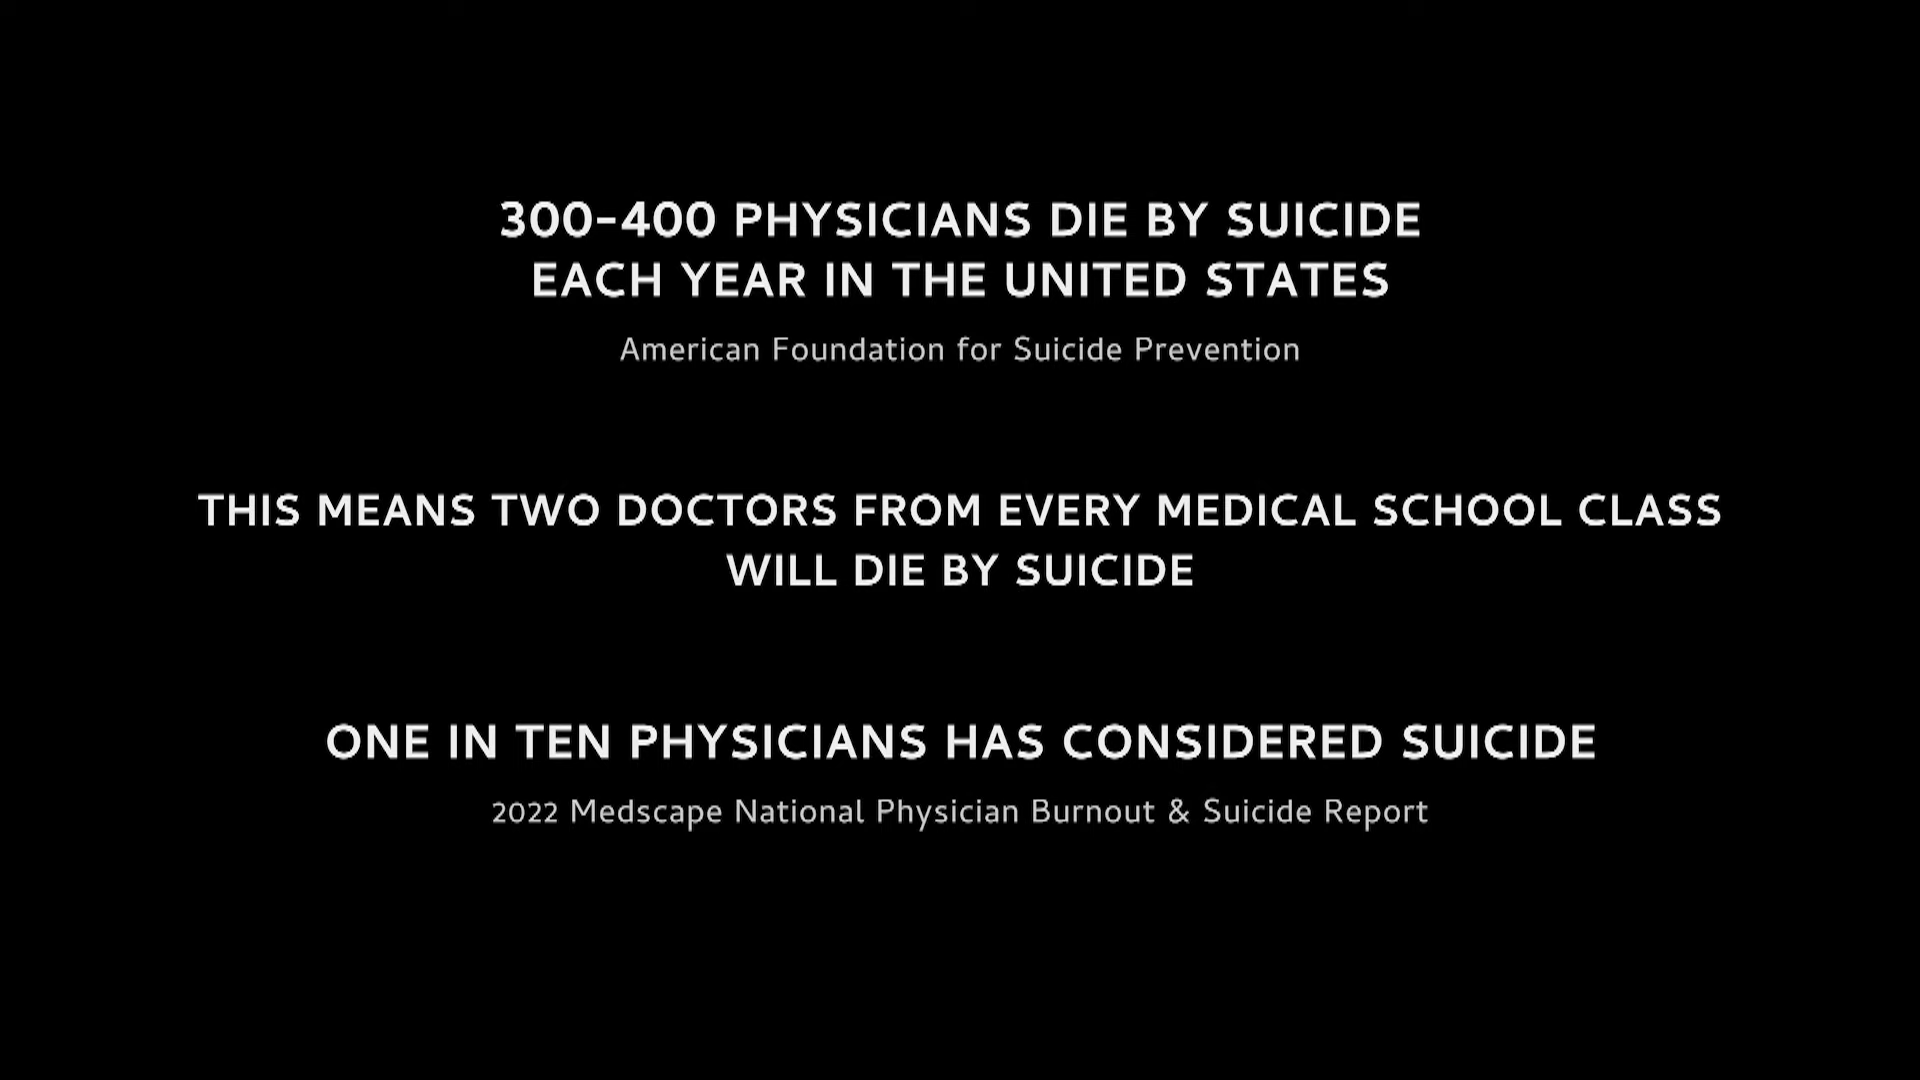 300-400 PHYSICIANS DIE BY SUICIDE
EACH YEAR IN THE UNITED STATES
American Foundation for Suicide Prevention
THIS MEANS TWO DOCTORS FROM EVERY MEDICAL SCHOOL CLASS
WILL DIE BY SUICIDE
ONE IN TEN PHYSICIANS HAS CONSIDERED SUICIDE
2022 Medscape National Physician Burnout & Suicide Report